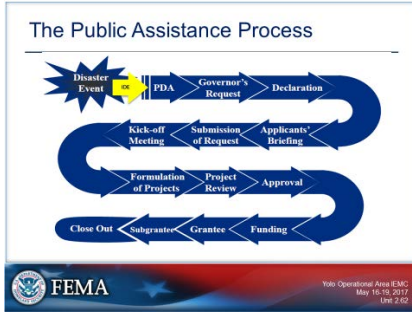 The Public Assistance Process
Disaster
Event
IDE
PDA
Governor's
Request
Declaration
Applicants'
Briefing
Submission
of Request
Kick-off
Meeting
Formulation
of Projects
Project
Review
Approval
Funding
Grantee
Subgrantee
Close Out
FEMA
Yolo Operational Area IEMC
May 16-19, 2017
Unit 2.62